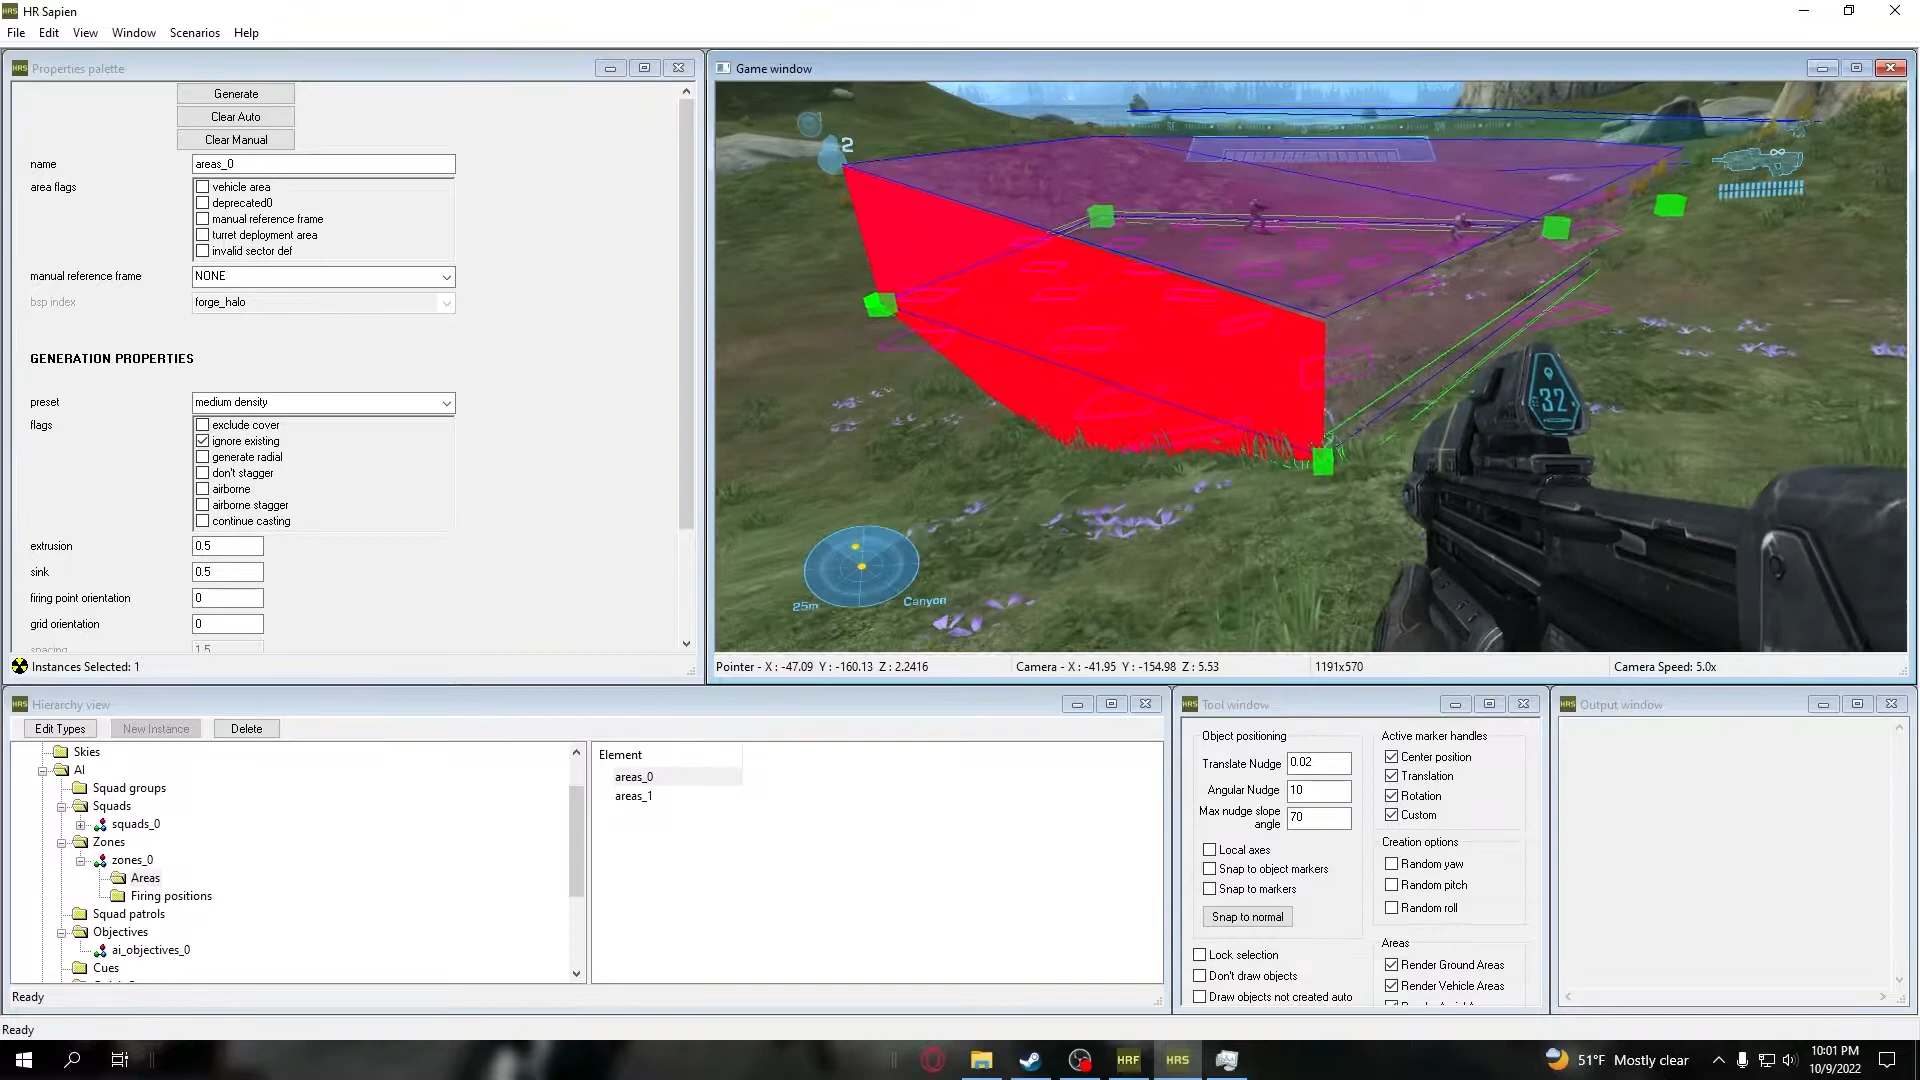 HRS HR Sapien
File Edit View Window Scenarios Help
HRS Properties palette
Generate
Clear Auto
Clear Manual
name areas_0
area flags vehicle area
deprecated0
manual reference frame
turret deployment area
invalid sector def
manual reference frame NONE
bsp index forge_halo
GENERATION PROPERTIES
preset medium density
flags exclude cover
ignore existing
generate radial
don't stagger
airborne
airborne stagger
continue casting
extrusion 0.5
sink 0.5
firing point orientation 0
grid orientation 0
spacing 1.5
Instances Selected: 1
Game window
2
∞
32
25m Canyon
Pointer - X : -47.09 Y : -160.13 Z : 2.2416 Camera - X : -41.95 Y : -154.98 Z : 5.53 1191x570 Camera Speed: 5.0x
HRS Hierarchy view
Edit Types New Instance Delete
Skies
AI
Squad groups
Squads
squads_0
Zones
zones_0
Areas
Firing positions
Squad patrols
Objectives
ai_objectives_0
Cues
Element
areas_0
areas_1
Ready
HRS Tool window
Object positioning
Translate Nudge 0.02
Angular Nudge 10
Max nudge slope angle 70
Local axes
Snap to object markers
Snap to markers
Snap to normal
Lock selection
Don't draw objects
Draw objects not created auto
Active marker handles
Center position
Translation
Rotation
Custom
Creation options
Random yaw
Random pitch
Random roll
Areas
Render Ground Areas
Render Vehicle Areas
HRS Output window
Ready
HRF HRS 51°F Mostly clear 10:01 PM
10/9/2022